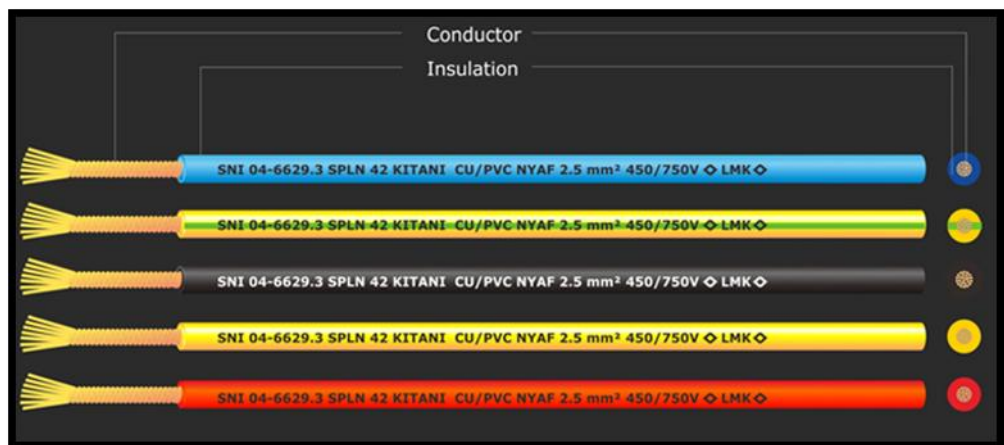 Conductor
Insulation
SNI 04-6629.3 SPLN 42 KITANI CU/PVC NYAF 2.5 mm² 450/750V ◇ LMK ◇
SNI 04-6629.3 SPLN 42 KITANI CU/PVC NYAF 2.5 mm² 450/750V ◇ LMK ◇
SNI 04-6629.3 SPLN 42 KITANI CU/PVC NYAF 2.5 mm² 450/750V ◇ LMK ◇
SNI 04-6629.3 SPLN 42 KITANI CU/PVC NYAF 2.5 mm² 450/750V ◇ LMK ◇
SNI 04-6629.3 SPLN 42 KITANI CU/PVC NYAF 2.5 mm² 450/750V ◇ LMK ◇